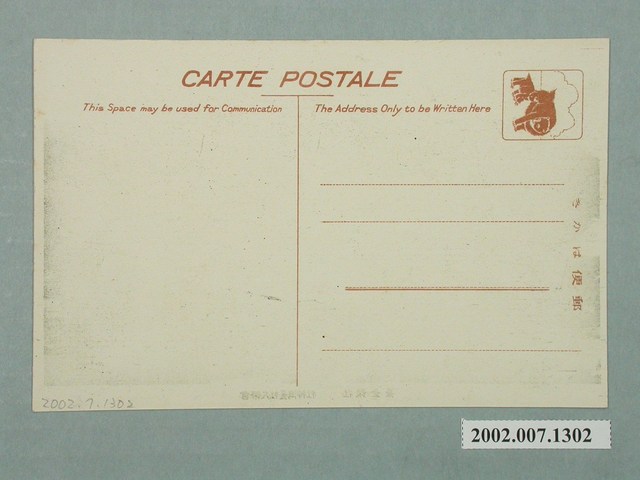 CARTE POSTALE
This Space may be used for Communication
The Address Only to be Written Here
きかは便郵
2002.7.1302
2002.007.1302